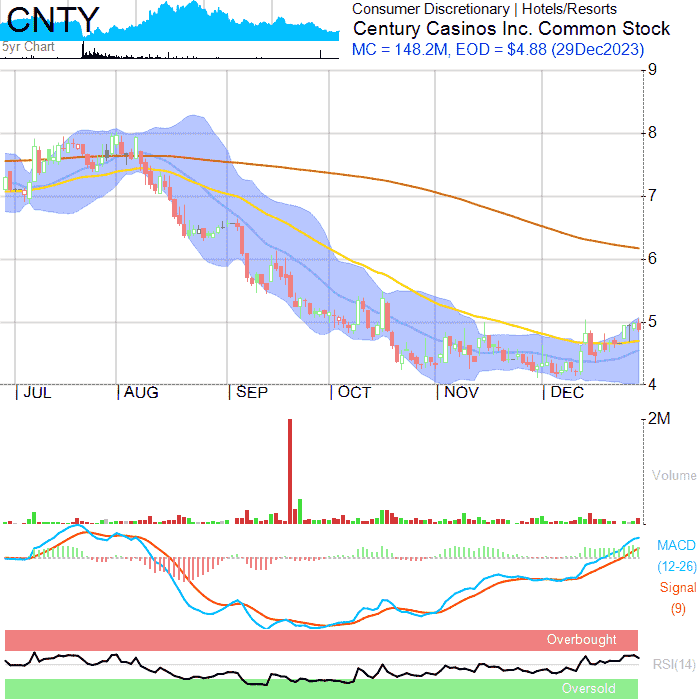 CNTY
5yr Chart
Consumer Discretionary | Hotels/Resorts
Century Casinos Inc. Common Stock
MC = 148.2M, EOD = $4.88 (29Dec2023)
9
8
7
6
5
4
JUL AUG SEP OCT NOV DEC
2M
Volume
MACD
(12-26)
Signal
(9)
Overbought
RSI(14)
Oversold